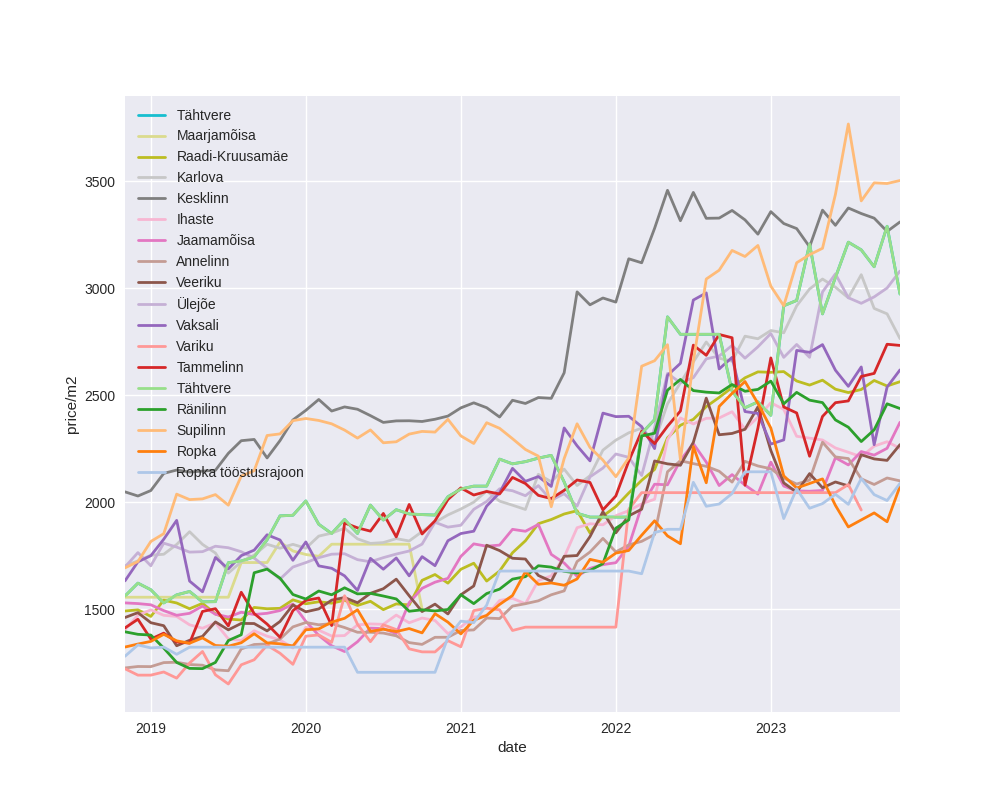 Tähtvere
Maarjamõisa
Raadi-Kruusamäe
Karlova
Kesklinn
Ihaste
Jaamamõisa
Annelinn
Veeriku
Ülejõe
Vaksali
Variku
Tammelinn
Tähtvere
Ränilinn
Supilinn
Ropka
Ropka tööstusrajoon
3500
3000
2500
2000
1500
price/m2
2019 2020 2021 2022 2023
date